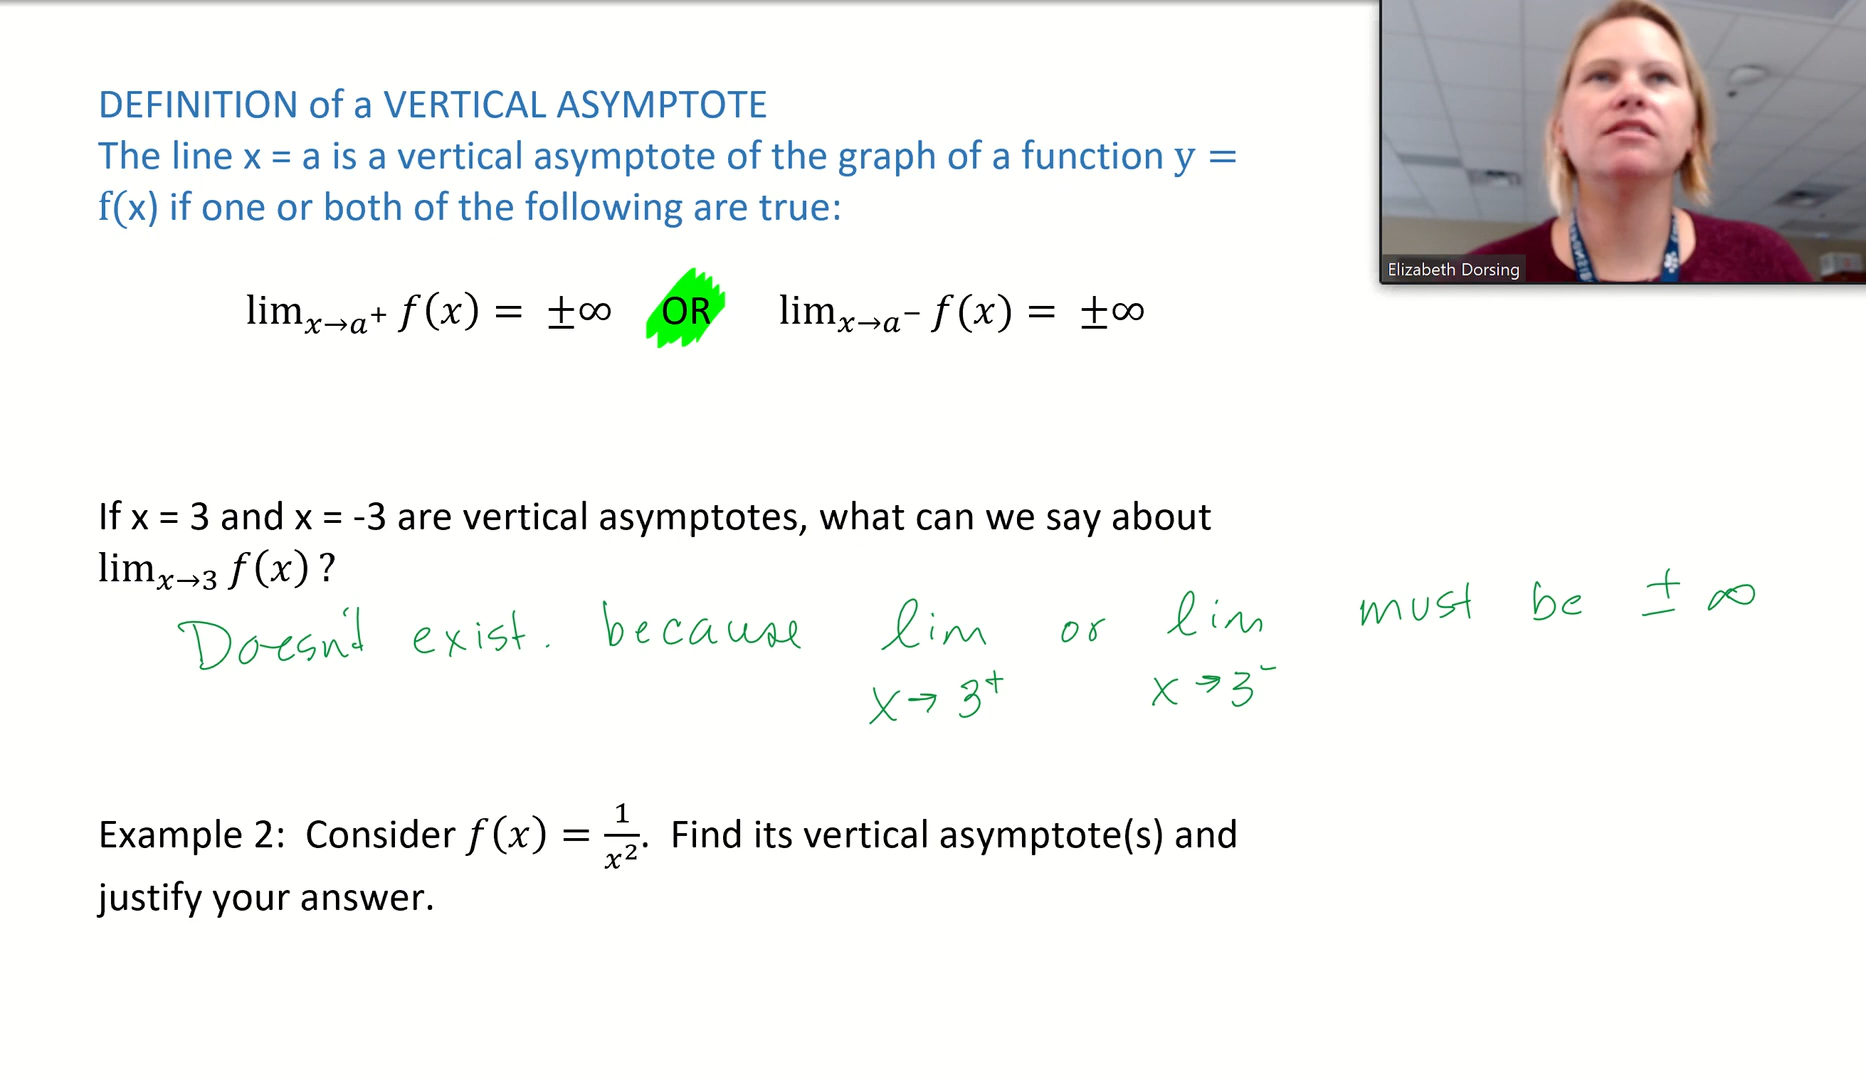 DEFINITION of a VERTICAL ASYMPTOTE
The line x = a is a vertical asymptote of the graph of a function y =
f(x) if one or both of the following are true:
lim_{x→a⁺} f(x) = ±∞ OR lim_{x→a⁻} f(x) = ±∞
Elizabeth Dorsing
If x = 3 and x = -3 are vertical asymptotes, what can we say about
lim_{x→3} f(x) ?
Doesn't exist. because lim or lim must be ± ∞
x→3⁺ x→3⁻
Example 2: Consider f(x) = 1/x². Find its vertical asymptote(s) and
justify your answer.